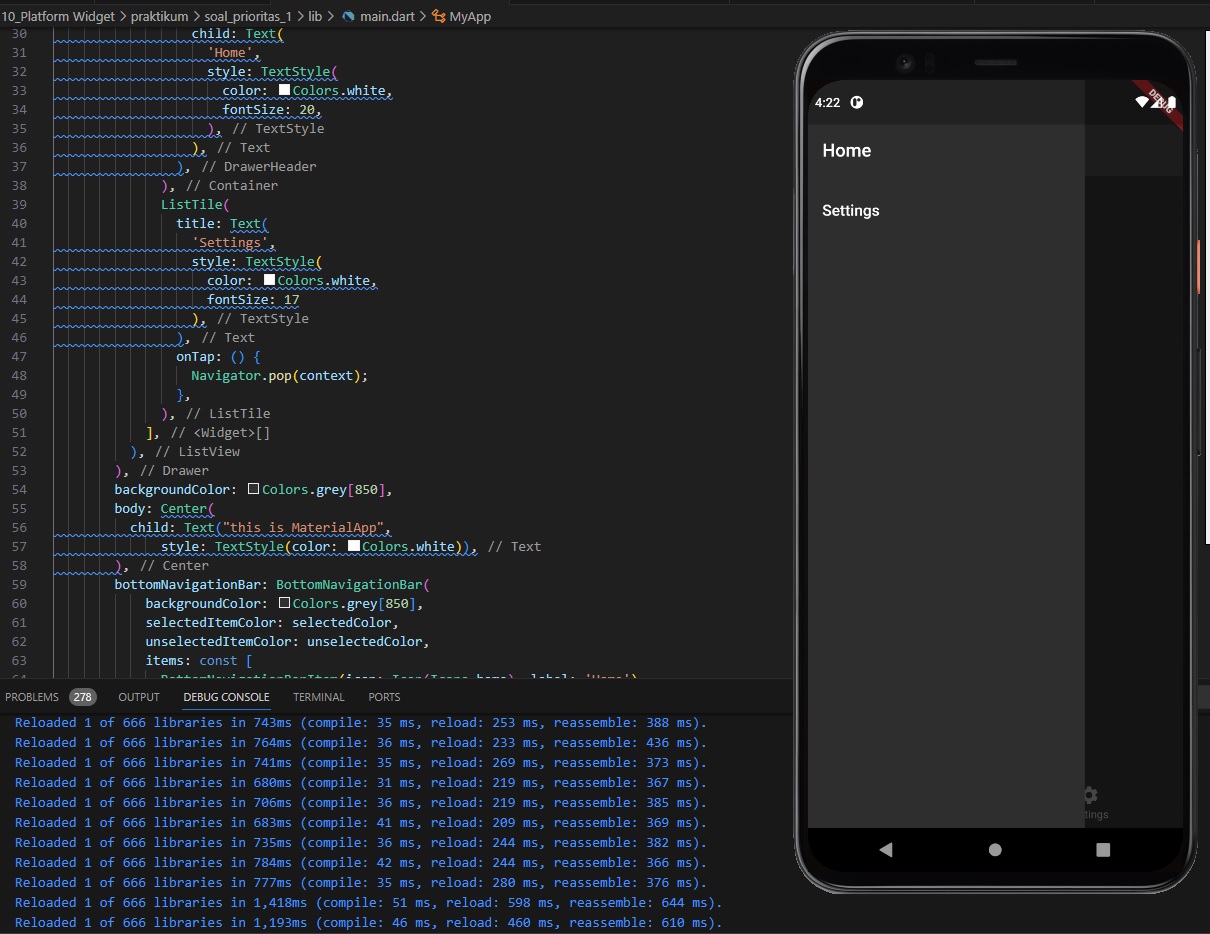 10_Platform Widget > praktikum > soal_prioritas_1 > lib > main.dart > MyApp
30 child: Text(
31 'Home',
32 style: TextStyle(
33 color: Colors.white,
34 fontSize: 20,
35 ), // TextStyle
36 ), // Text
37 ), // DrawerHeader
38 ), // Container
39 ListTile(
40 title: Text(
41 'Settings',
42 style: TextStyle(
43 color: Colors.white,
44 fontSize: 17
45 ), // TextStyle
46 ), // Text
47 onTap: () {
48 Navigator.pop(context);
49 },
50 ), // ListTile
51 ], // <Widget>[]
52 ), // ListView
53 ), // Drawer
54 backgroundColor: Colors.grey[850],
55 body: Center(
56 child: Text("this is MaterialApp",
57 style: TextStyle(color: Colors.white)), // Text
58 ), // Center
59 bottomNavigationBar: BottomNavigationBar(
60 backgroundColor: Colors.grey[850],
61 selectedItemColor: selectedColor,
62 unselectedItemColor: unselectedColor,
63 items: const [
64 BottomNavigationBarItem(icon: Icon(Icons.home), label: 'Home')
PROBLEMS 278 OUTPUT DEBUG CONSOLE TERMINAL PORTS
Reloaded 1 of 666 libraries in 743ms (compile: 35 ms, reload: 253 ms, reassemble: 388 ms).
Reloaded 1 of 666 libraries in 764ms (compile: 36 ms, reload: 233 ms, reassemble: 436 ms).
Reloaded 1 of 666 libraries in 741ms (compile: 35 ms, reload: 269 ms, reassemble: 373 ms).
Reloaded 1 of 666 libraries in 680ms (compile: 31 ms, reload: 219 ms, reassemble: 367 ms).
Reloaded 1 of 666 libraries in 706ms (compile: 36 ms, reload: 219 ms, reassemble: 385 ms).
Reloaded 1 of 666 libraries in 683ms (compile: 41 ms, reload: 209 ms, reassemble: 369 ms).
Reloaded 1 of 666 libraries in 735ms (compile: 36 ms, reload: 244 ms, reassemble: 382 ms).
Reloaded 1 of 666 libraries in 784ms (compile: 42 ms, reload: 244 ms, reassemble: 366 ms).
Reloaded 1 of 666 libraries in 777ms (compile: 35 ms, reload: 280 ms, reassemble: 376 ms).
Reloaded 1 of 666 libraries in 1,418ms (compile: 51 ms, reload: 598 ms, reassemble: 644 ms).
Reloaded 1 of 666 libraries in 1,193ms (compile: 46 ms, reload: 460 ms, reassemble: 610 ms).
4:22
DEBUG
Home
Settings
tings